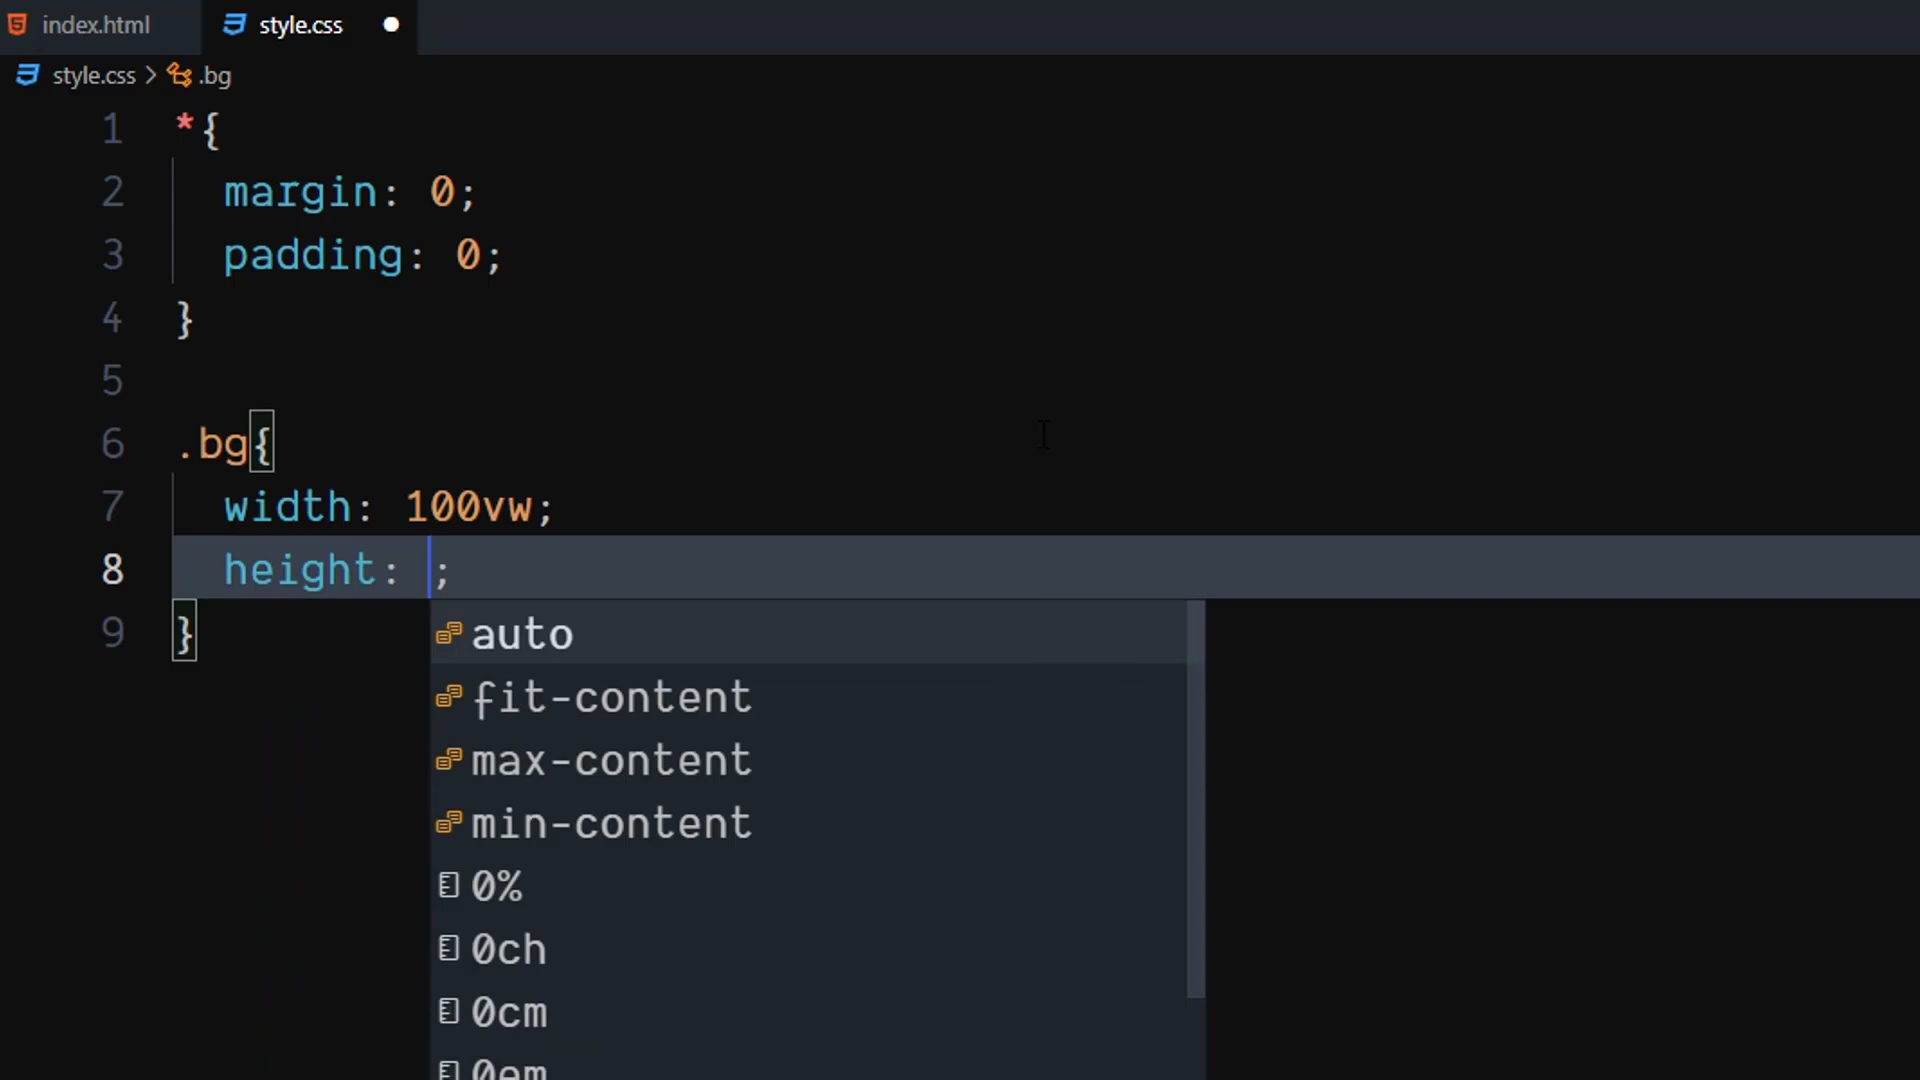 index.html style.css
style.css > .bg
1 *{
2 margin: 0;
3 padding: 0;
4 }
5
6 .bg{
7 width: 100vw;
8 height: ;
9 }
auto
fit-content
max-content
min-content
0%
0ch
0cm
0em